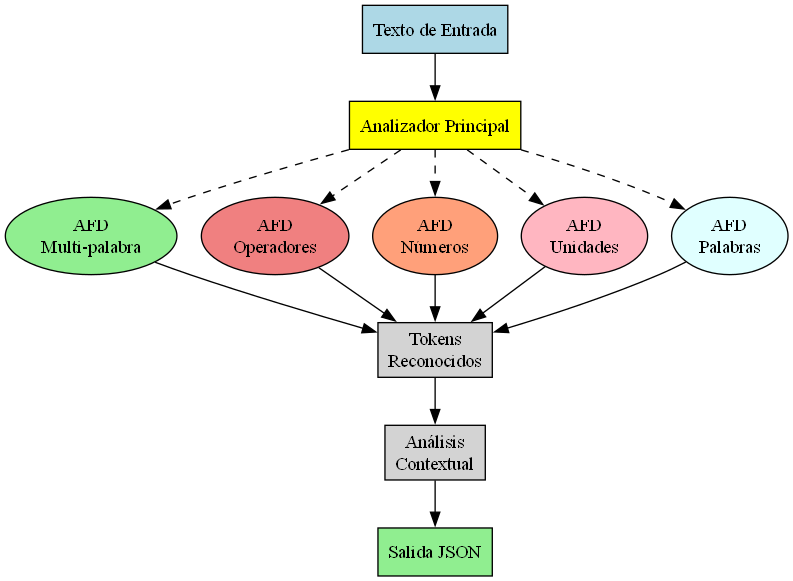 Texto de Entrada
Analizador Principal
AFD
Multi-palabra
AFD
Operadores
AFD
Números
AFD
Unidades
AFD
Palabras
Tokens
Reconocidos
Análisis
Contextual
Salida JSON